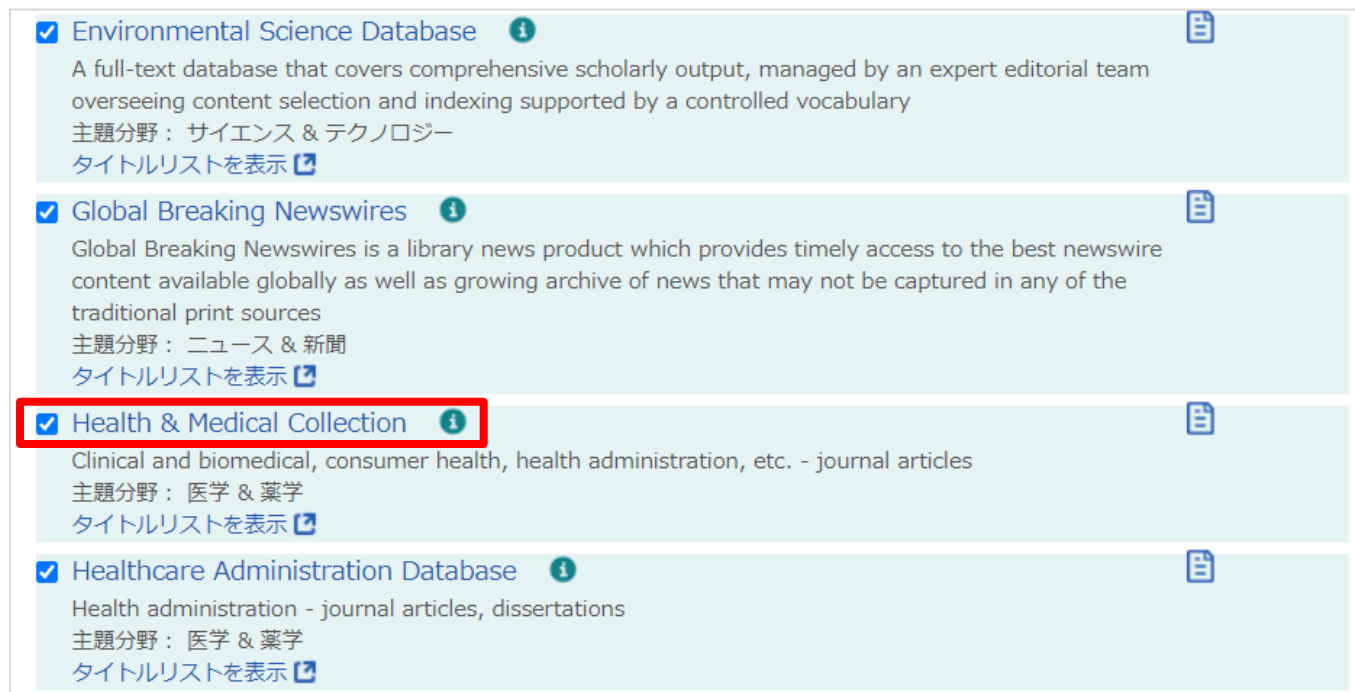 Environmental Science Database
A full-text database that covers comprehensive scholarly output, managed by an expert editorial team
overseeing content selection and indexing supported by a controlled vocabulary
主題分野： サイエンス & テクノロジー
タイトルリストを表示
Global Breaking Newswires
Global Breaking Newswires is a library news product which provides timely access to the best newswire
content available globally as well as growing archive of news that may not be captured in any of the
traditional print sources
主題分野： ニュース & 新聞
タイトルリストを表示
Health & Medical Collection
Clinical and biomedical, consumer health, health administration, etc. - journal articles
主題分野： 医学 & 薬学
タイトルリストを表示
Healthcare Administration Database
Health administration - journal articles, dissertations
主題分野： 医学 & 薬学
タイトルリストを表示